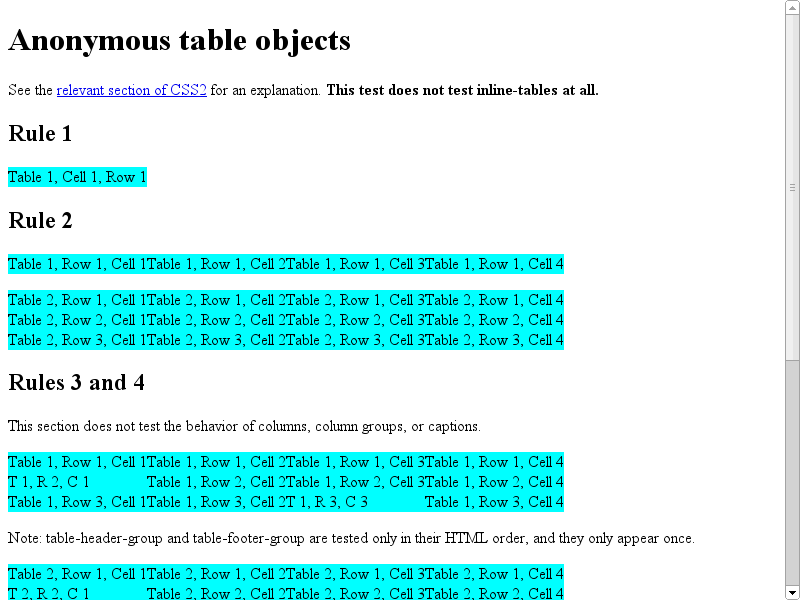 Anonymous table objects
See the relevant section of CSS2 for an explanation. This test does not test inline-tables at all.
Rule 1
Table 1, Cell 1, Row 1
Rule 2
Table 1, Row 1, Cell 1Table 1, Row 1, Cell 2Table 1, Row 1, Cell 3Table 1, Row 1, Cell 4
Table 2, Row 1, Cell 1Table 2, Row 1, Cell 2Table 2, Row 1, Cell 3Table 2, Row 1, Cell 4
Table 2, Row 2, Cell 1Table 2, Row 2, Cell 2Table 2, Row 2, Cell 3Table 2, Row 2, Cell 4
Table 2, Row 3, Cell 1Table 2, Row 3, Cell 2Table 2, Row 3, Cell 3Table 2, Row 3, Cell 4
Rules 3 and 4
This section does not test the behavior of columns, column groups, or captions.
Table 1, Row 1, Cell 1Table 1, Row 1, Cell 2Table 1, Row 1, Cell 3Table 1, Row 1, Cell 4
T 1, R 2, C 1 Table 1, Row 2, Cell 2Table 1, Row 2, Cell 3Table 1, Row 2, Cell 4
Table 1, Row 3, Cell 1Table 1, Row 3, Cell 2T 1, R 3, C 3 Table 1, Row 3, Cell 4
Note: table-header-group and table-footer-group are tested only in their HTML order, and they only appear once.
Table 2, Row 1, Cell 1Table 2, Row 1, Cell 2Table 2, Row 1, Cell 3Table 2, Row 1, Cell 4
T 2, R 2, C 1 Table 2, Row 2, Cell 2Table 2, Row 2, Cell 3Table 2, Row 2, Cell 4